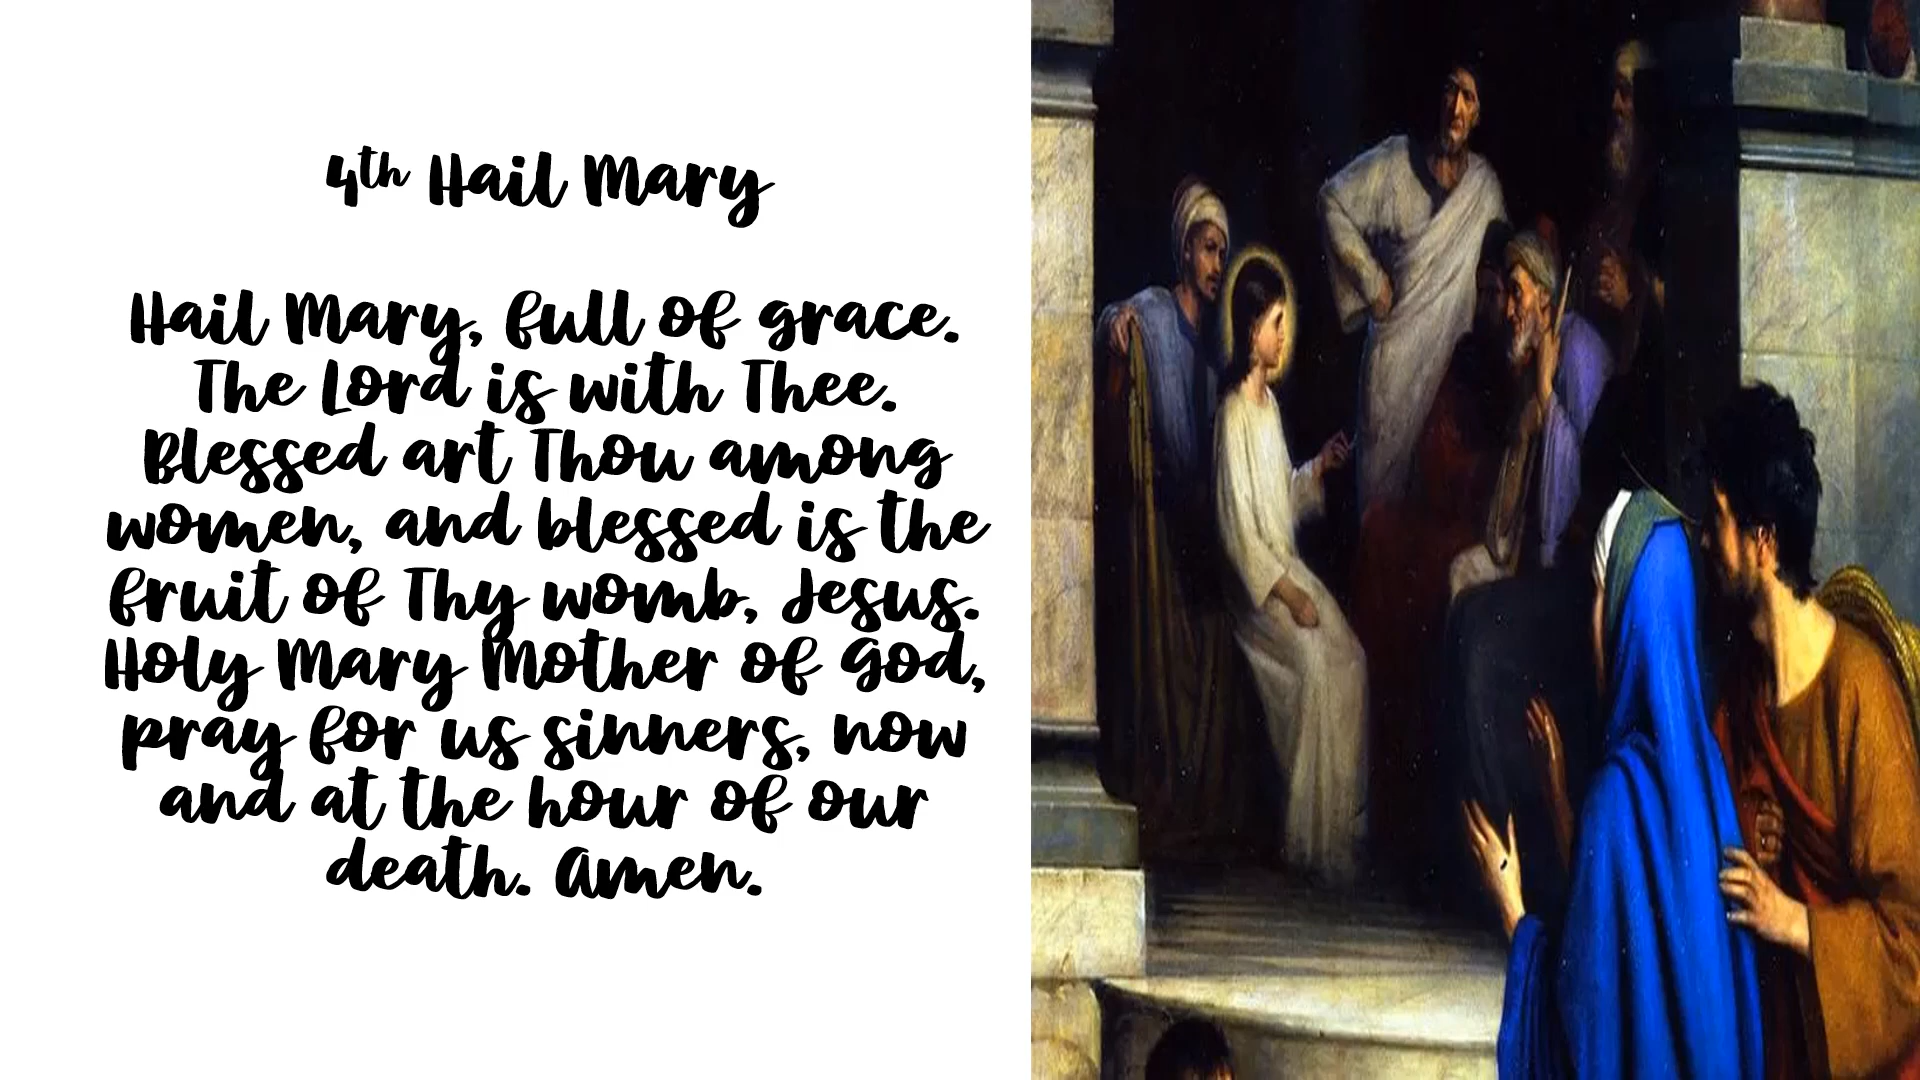 4th Hail Mary
Hail Mary, full of grace.
The Lord is with Thee.
Blessed art Thou among
women, and blessed is the
fruit of Thy womb, Jesus.
Holy Mary Mother of God,
pray for us sinners, now
and at the hour of our
death. Amen.